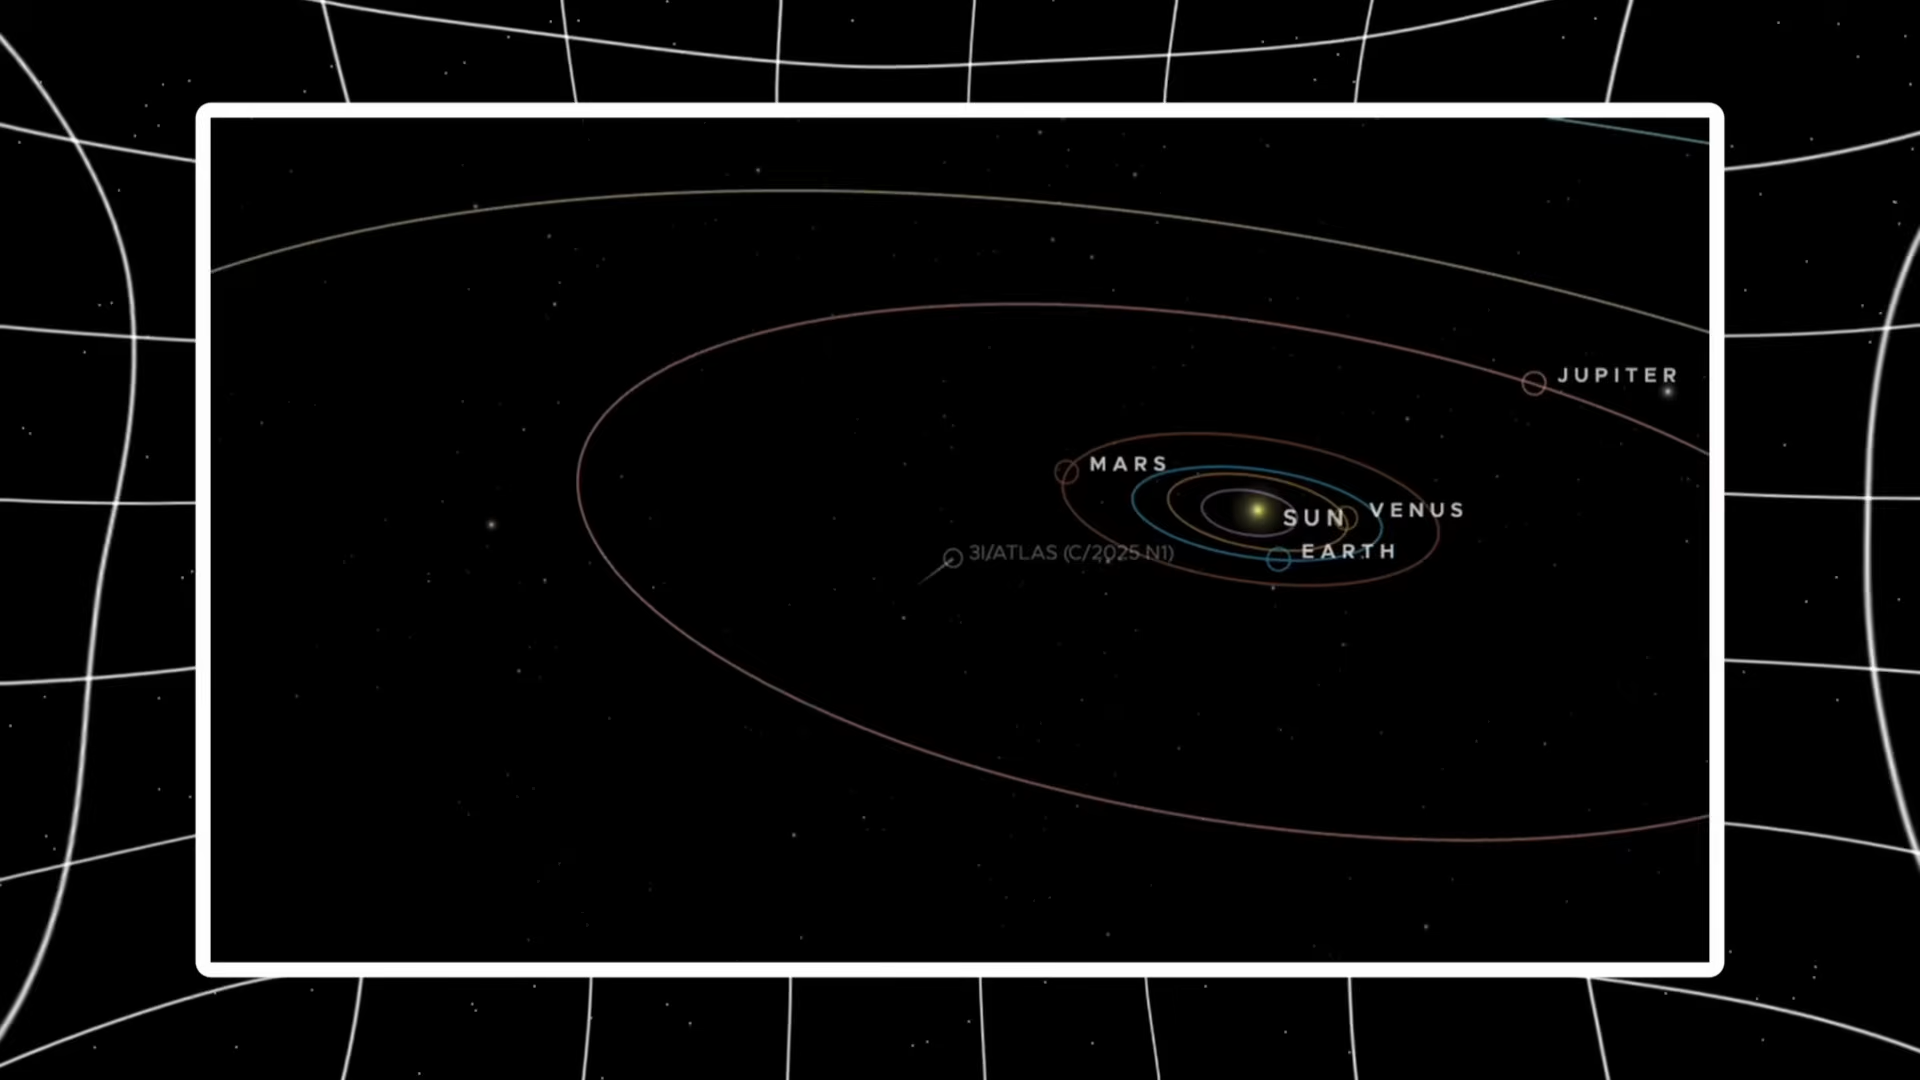 JUPITER
MARS
VENUS
SUN
EARTH
3I/ATLAS (C/2025 N1)